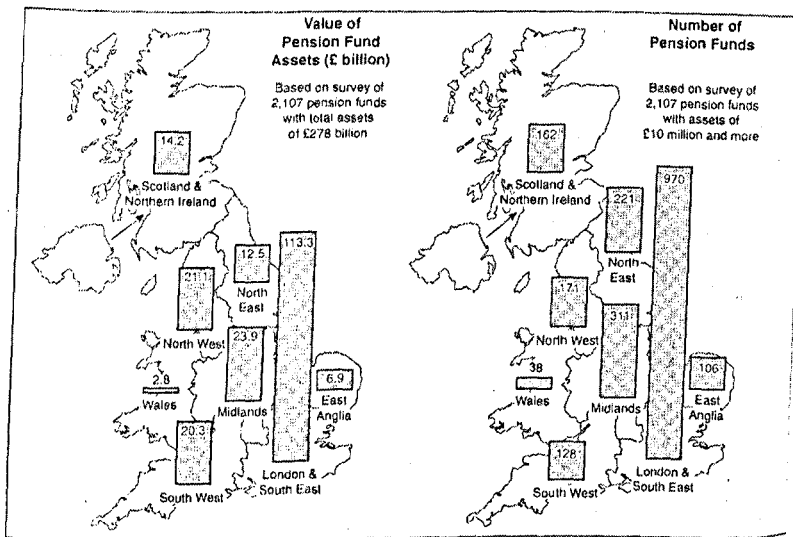 Value of
Pension Fund
Assets (£ billion)
Based on survey of
2,107 pension funds
with total assets
of £278 billion
14.2
Scotland &
Northern Ireland
12.5
North
East
113.3
21.1
North West
23.9
Midlands
2.8
Wales
6.9
East
Anglia
20.3
South West
London &
South East
Number of
Pension Funds
Based on survey of
2,107 pension funds
with assets of
£10 million and more
162
Scotland &
Northern Ireland
221
North
East
970
171
North West
311
Midlands
38
Wales
106
East
Anglia
128
South West
London &
South East